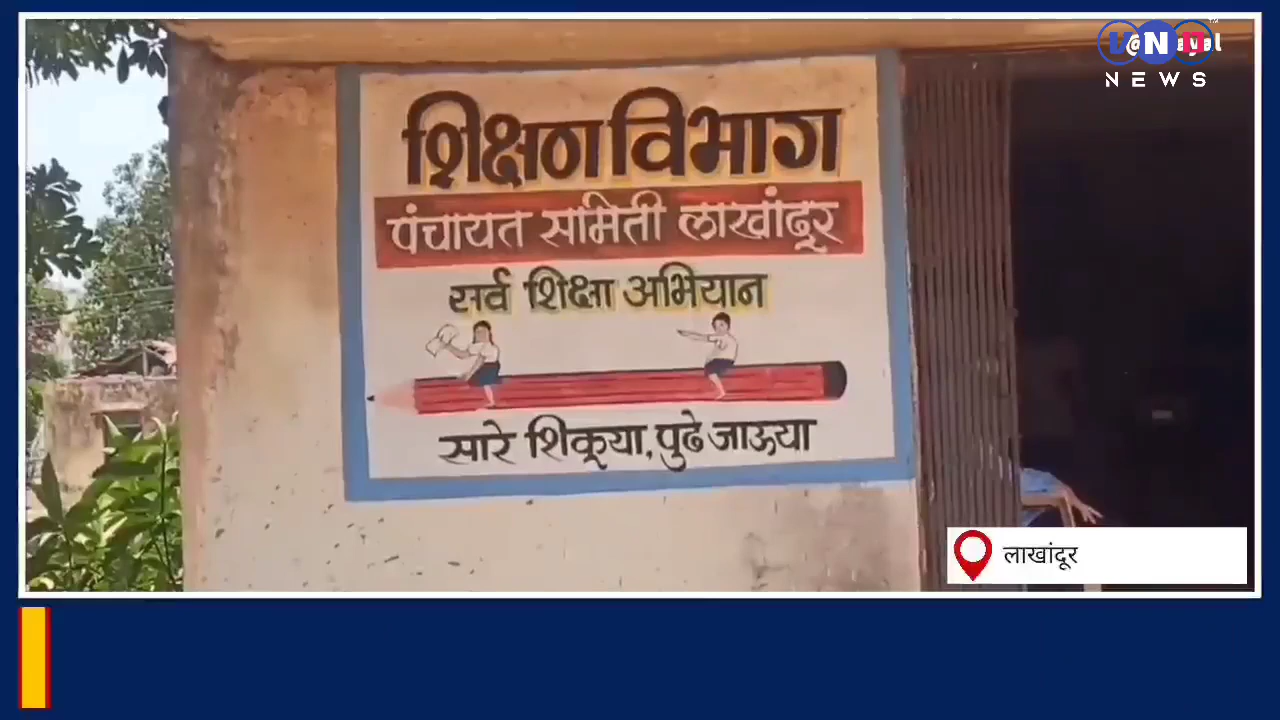 NEWS
शिक्षण विभाग
पंचायत समिती लाखांदूर
सर्व शिक्षा अभियान
सारे शिकूया, पुढे जाऊया
लाखांदूर